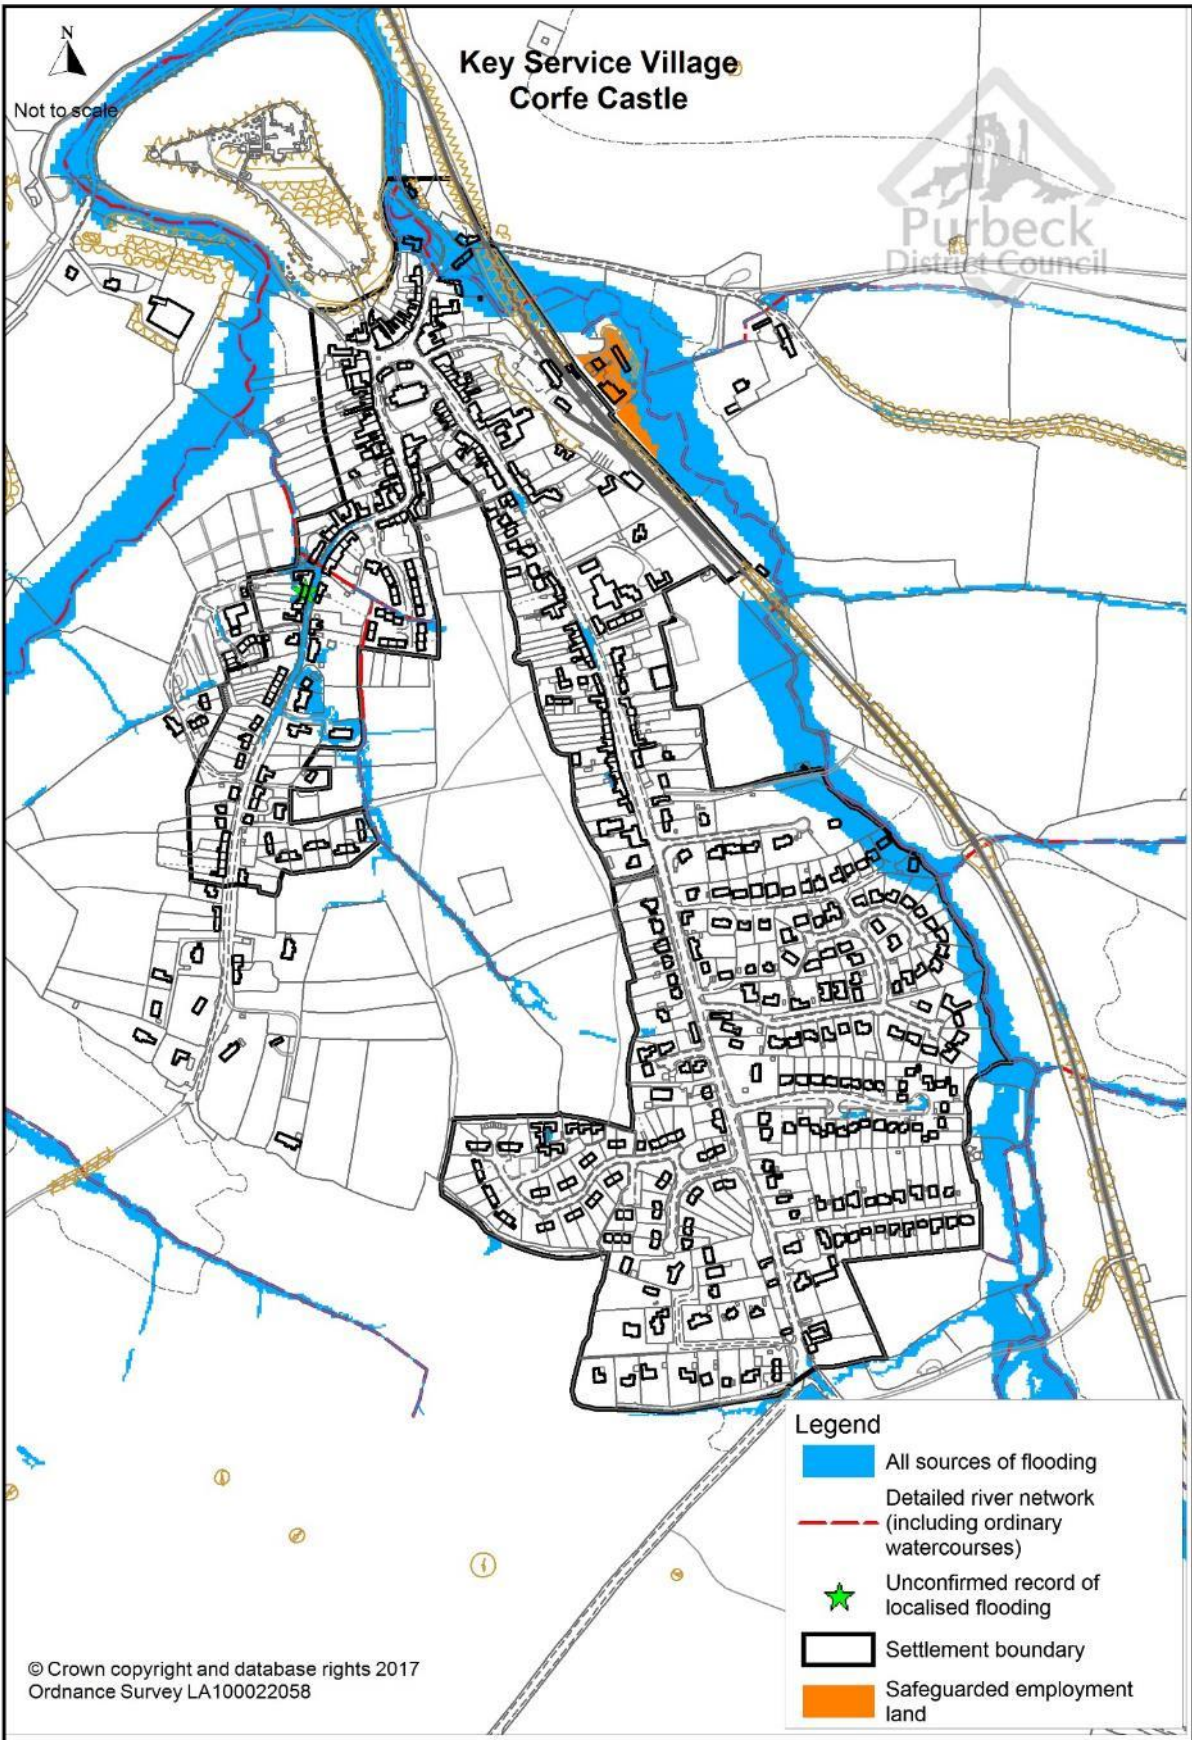 N
Not to scale
Key Service Village
Corfe Castle
Purbeck
District Council
Legend
All sources of flooding
Detailed river network
(including ordinary
watercourses)
Unconfirmed record of
localised flooding
Settlement boundary
Safeguarded employment
land
© Crown copyright and database rights 2017
Ordnance Survey LA100022058